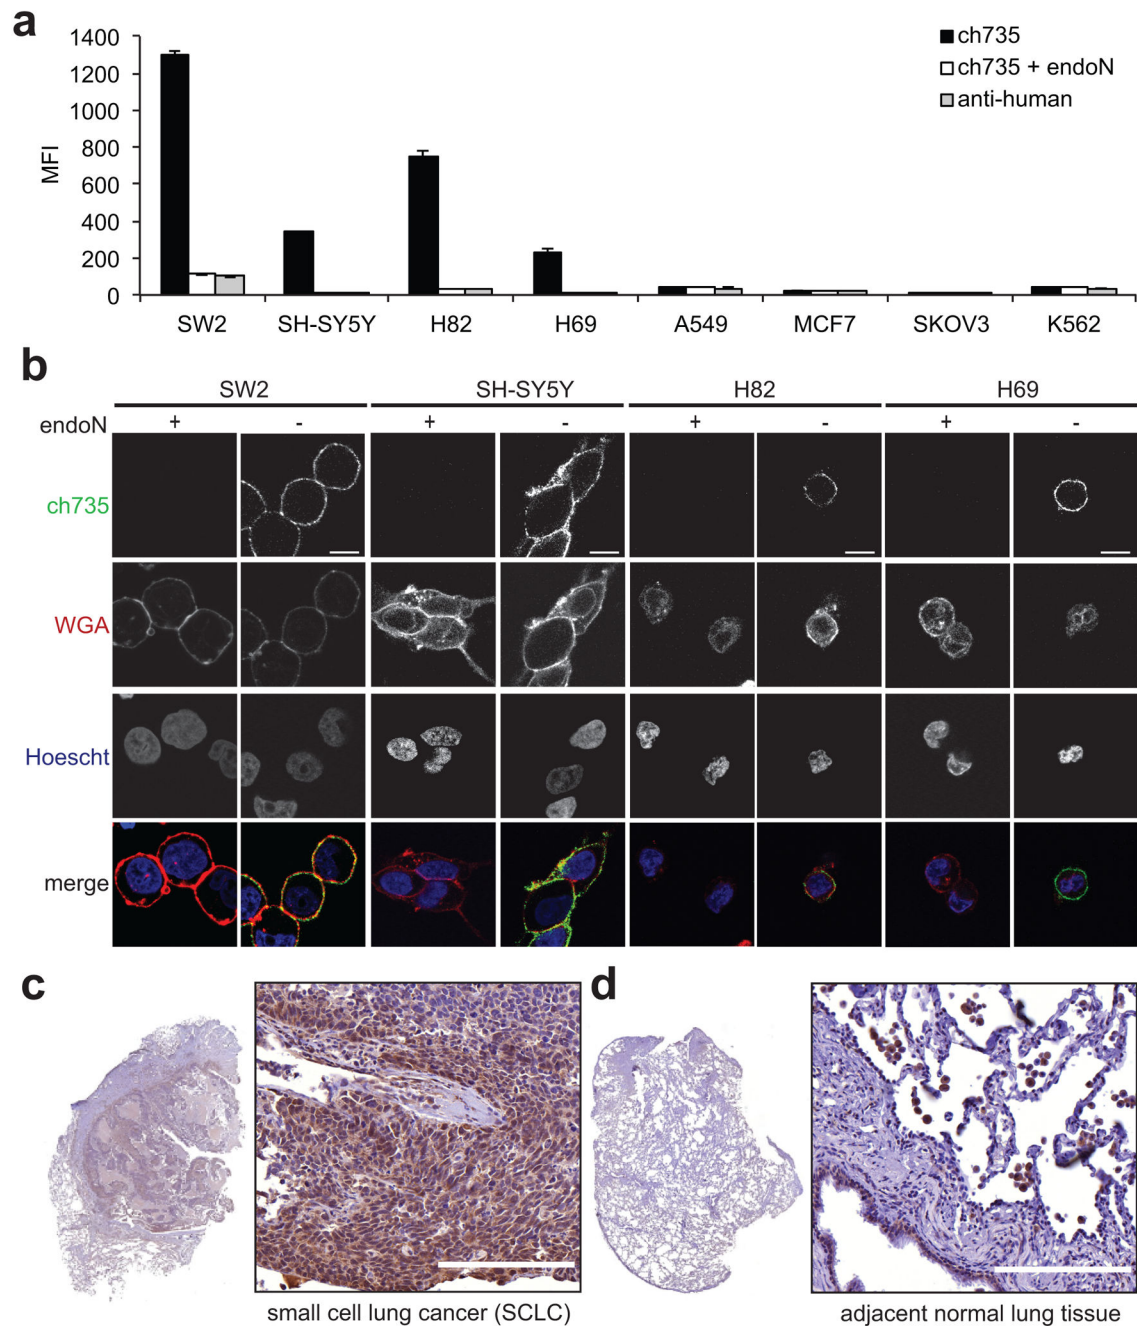 a
1400
1200
1000
800
600
400
200
0
MFI
ch735
ch735 + endoN
anti-human
SW2 SH-SY5Y H82 H69 A549 MCF7 SKOV3 K562
b
SW2 SH-SY5Y H82 H69
endoN + - + - + - + -
ch735
WGA
Hoescht
merge
c
d
small cell lung cancer (SCLC)
adjacent normal lung tissue